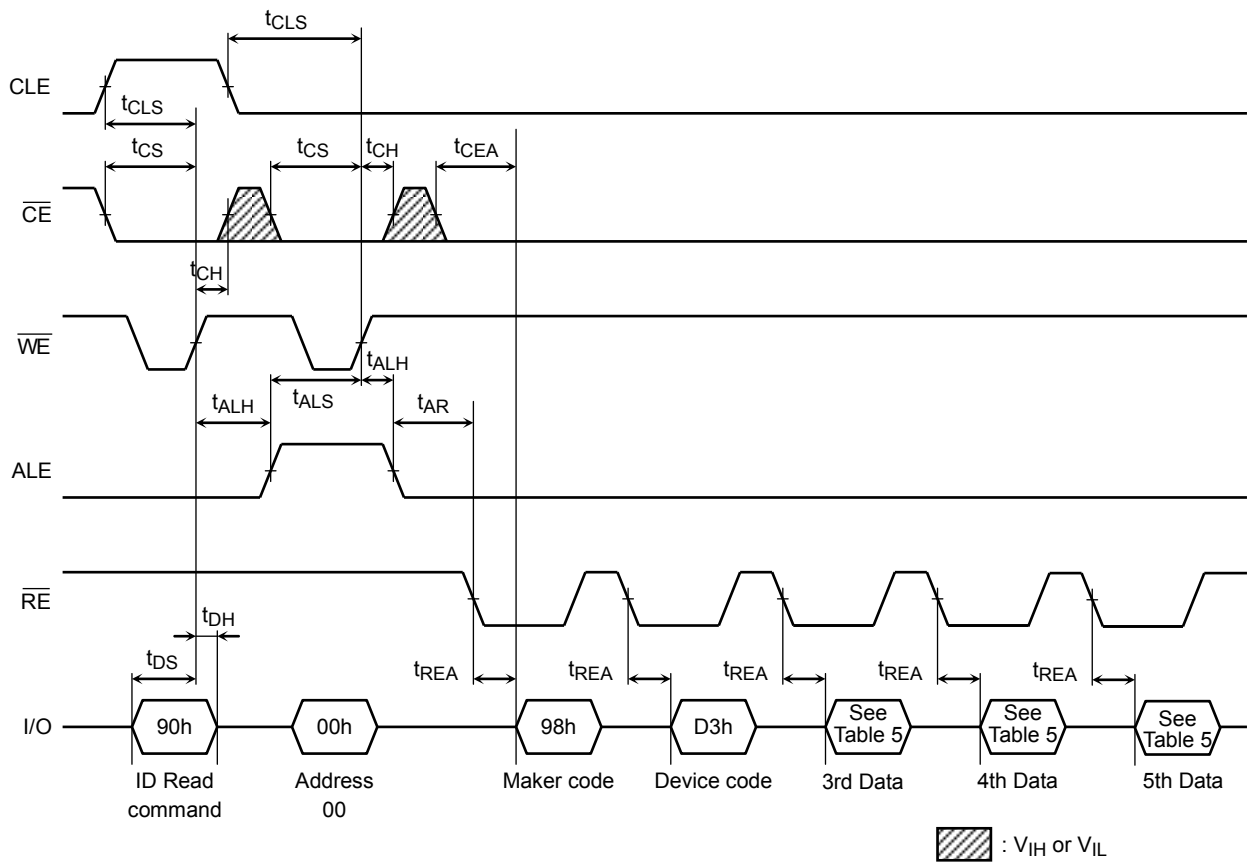 tCLS
CLE
tCLS
tCS
tCS
tCH
tCEA
CE
tCH
WE
tALH
tALH
tALS
tAR
ALE
RE
tDH
tDS
tREA
tREA
tREA
tREA
tREA
I/O
90h
00h
98h
D3h
See
Table 5
See
Table 5
See
Table 5
ID Read
command
Address
00
Maker code
Device code
3rd Data
4th Data
5th Data
: VIH or VIL